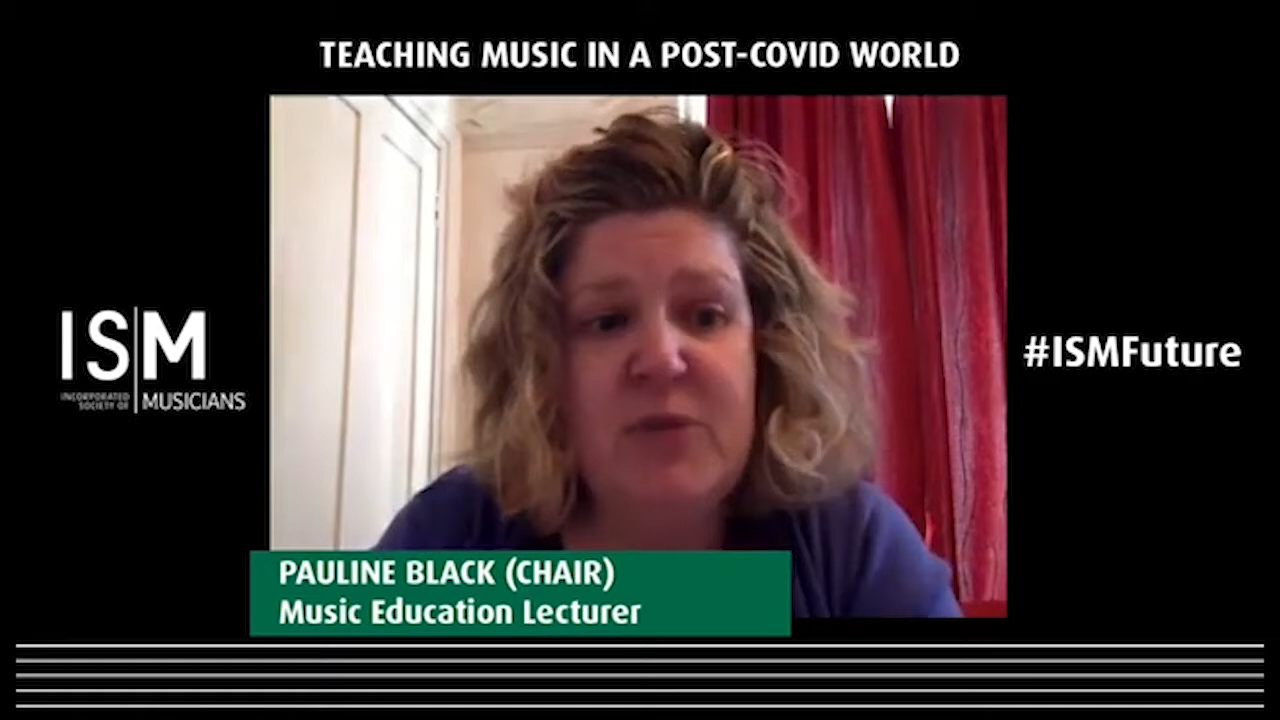 TEACHING MUSIC IN A POST-COVID WORLD
ISM
INCORPORATED
SOCIETY OF
MUSICIANS
#ISMFuture
PAULINE BLACK (CHAIR)
Music Education Lecturer